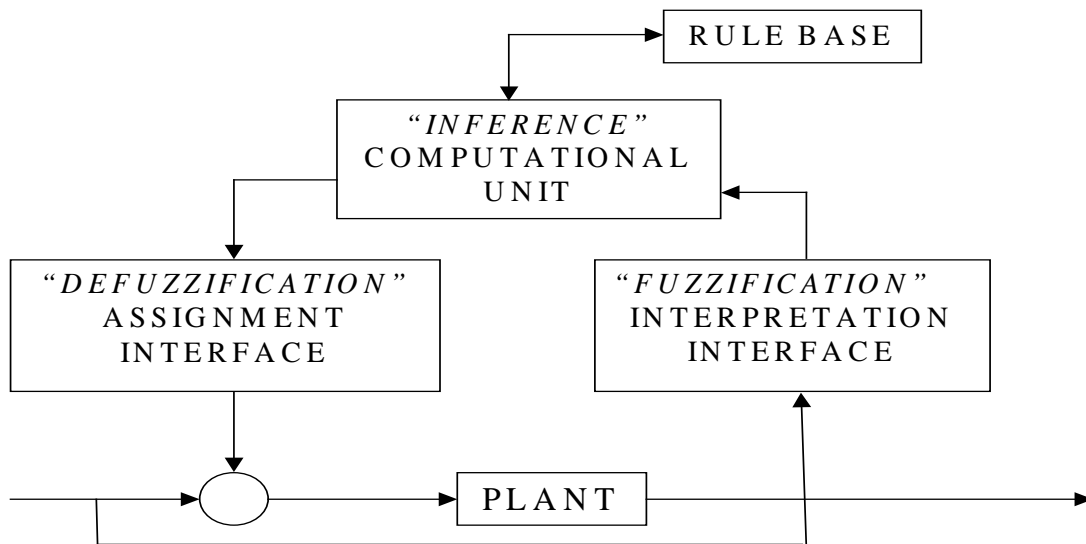 RULE BASE
“INFERENCE”
COMPUTATIONAL
UNIT
“DEFUZZIFICATION”
ASSIGNMENT
INTERFACE
“FUZZIFICATION”
INTERPRETATION
INTERFACE
PLANT